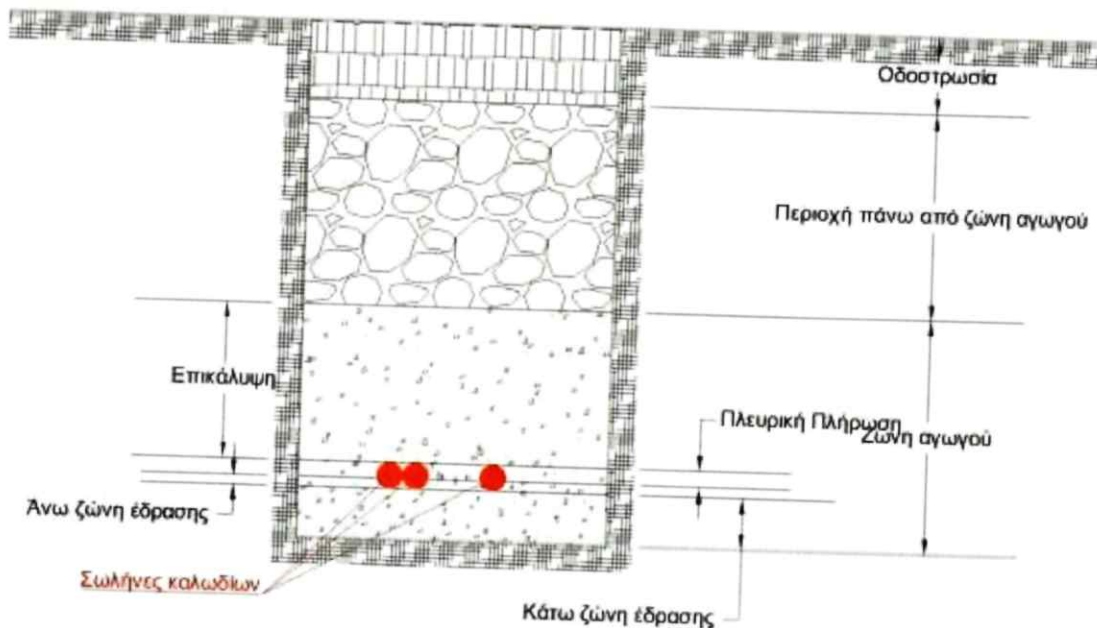 Οδοστρωσία
Περιοχή πάνω από ζώνη αγωγού
Επικάλυψη
Πλευρική Πλήρωση
Ζώνη αγωγού
Άνω ζώνη έδρασης
Σωλήνες καλωδίων
Κάτω ζώνη έδρασης